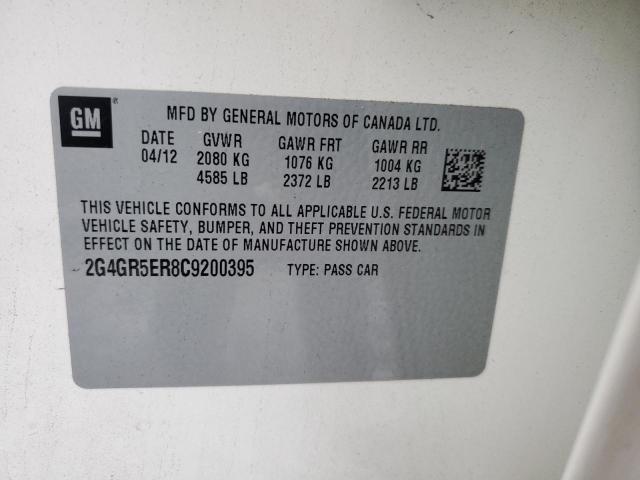 GM®
MFD BY GENERAL MOTORS OF CANADA LTD.
DATE GVWR GAWR FRT GAWR RR
04/12 2080 KG 1076 KG 1004 KG
4585 LB 2372 LB 2213 LB
THIS VEHICLE CONFORMS TO ALL APPLICABLE U.S. FEDERAL MOTOR
VEHICLE SAFETY, BUMPER, AND THEFT PREVENTION STANDARDS IN
EFFECT ON THE DATE OF MANUFACTURE SHOWN ABOVE.
2G4GR5ER8C9200395 TYPE: PASS CAR